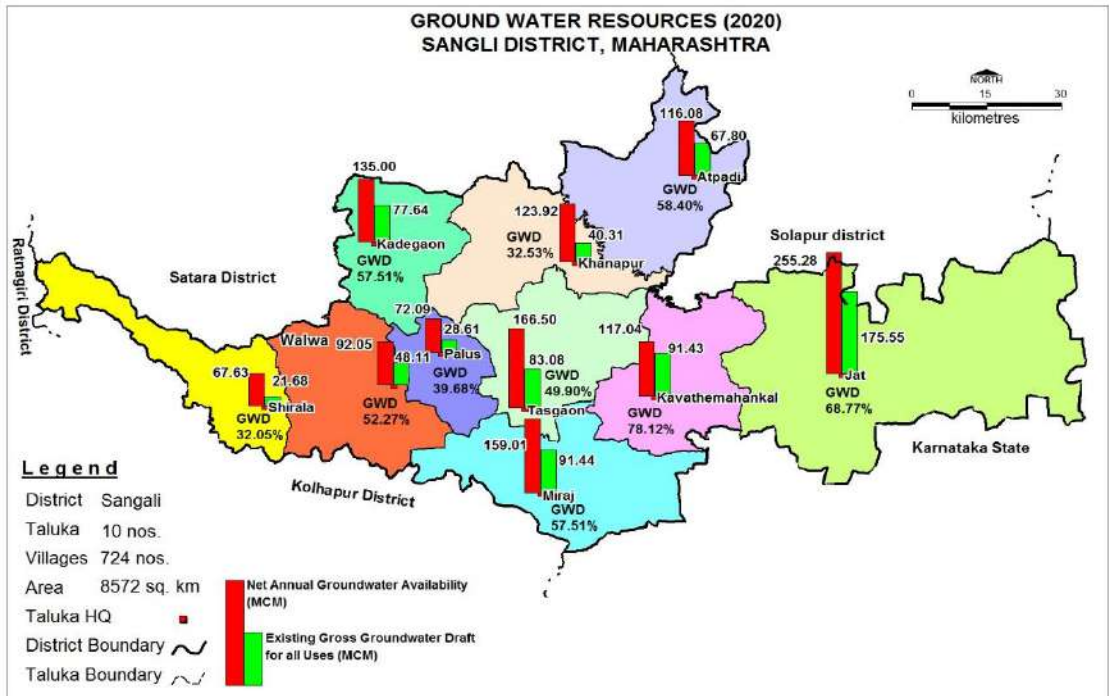 GROUND WATER RESOURCES (2020)
SANGLI DISTRICT, MAHARASHTRA
NORTH
0 15 30
kilometres
116.08
67.80
Atpadi
GWD
58.40%
135.00
77.64
Kadegaon
GWD
57.51%
123.92
40.31
GWD
32.53%
Khanapur
Solapur district
255.28
175.55
Jat
GWD
68.77%
Ratnagiri District
Satara District
72.09
28.61
Palus
GWD
39.68%
166.50
83.08
GWD
49.90%
Tasgaon
117.04
91.43
Kavathemahankal
GWD
78.12%
Walwa
92.05
48.11
GWD
52.27%
67.63
21.68
Shirala
GWD
32.05%
159.01
91.44
Miraj
GWD
57.51%
Karnataka State
Kolhapur District
Legend
District Sangali
Taluka 10 nos.
Villages 724 nos.
Area 8572 sq. km
Taluka HQ
District Boundary
Taluka Boundary
Net Annual Groundwater Availability
(MCM)
Existing Gross Groundwater Draft
for all Uses (MCM)